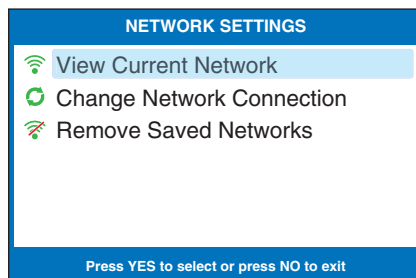 NETWORK SETTINGS
View Current Network
Change Network Connection
Remove Saved Networks
Press YES to select or press NO to exit